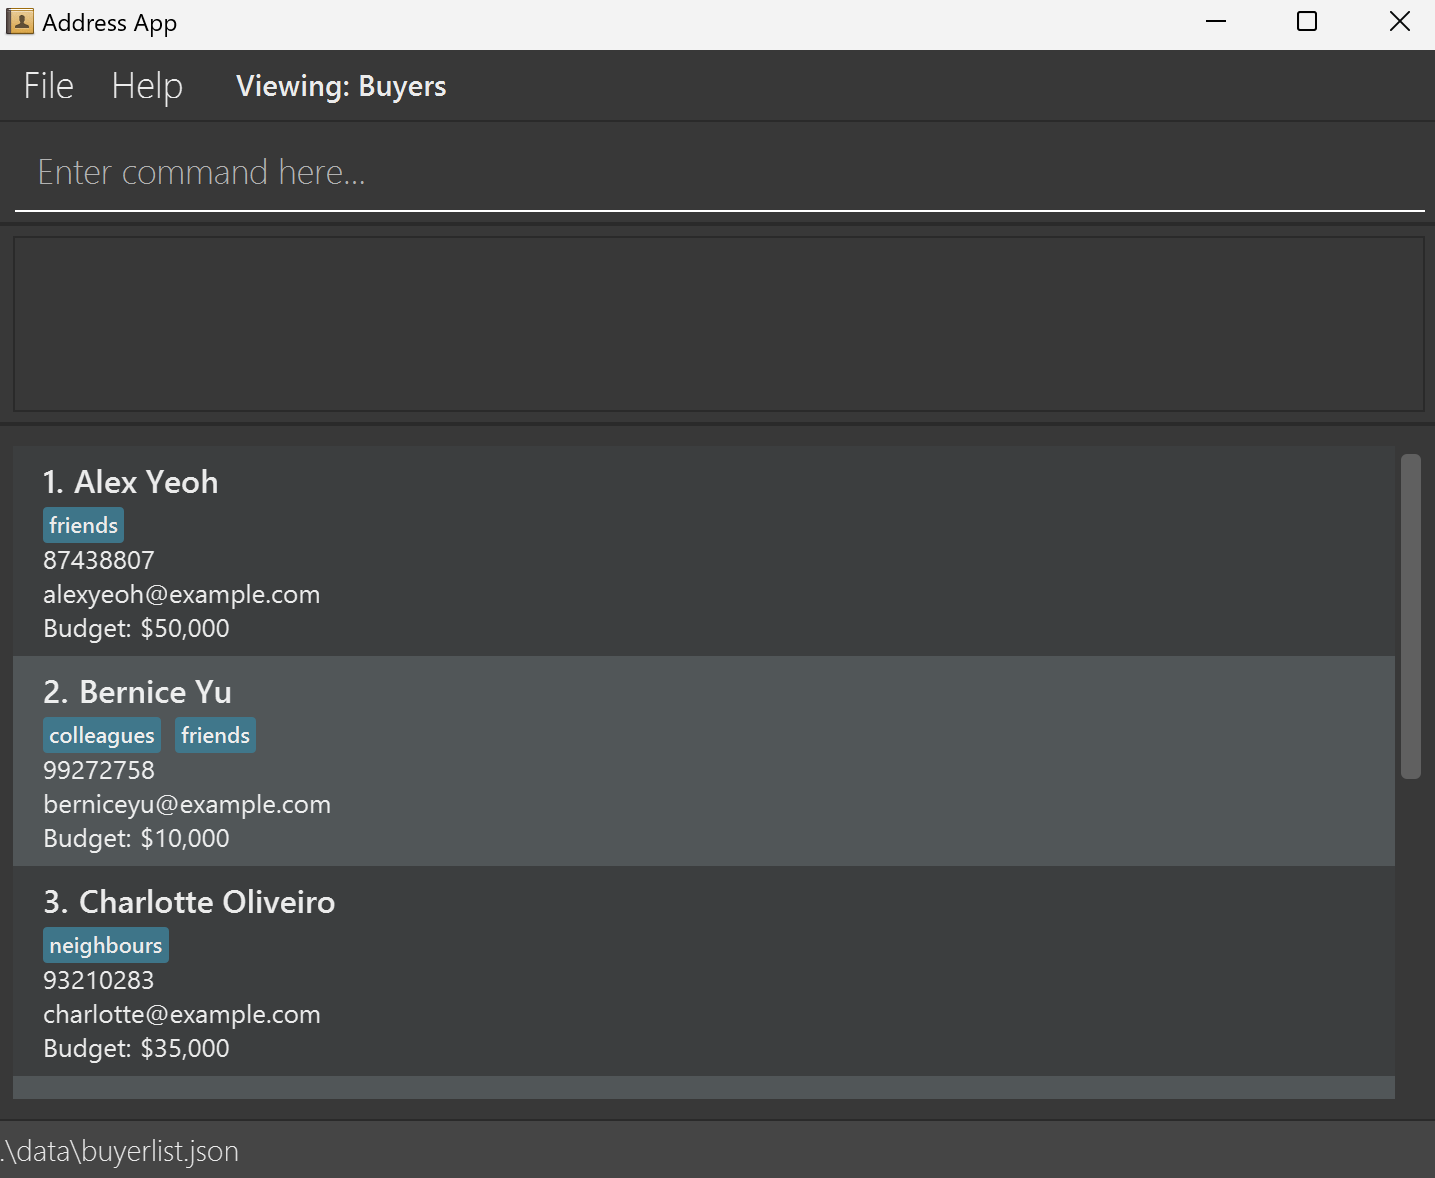 Address App
File Help Viewing: Buyers
Enter command here...
1. Alex Yeoh
friends
87438807
alexyeoh@example.com
Budget: $50,000
2. Bernice Yu
colleagues friends
99272758
berniceyu@example.com
Budget: $10,000
3. Charlotte Oliveiro
neighbours
93210283
charlotte@example.com
Budget: $35,000
.\data\buyerlist.json